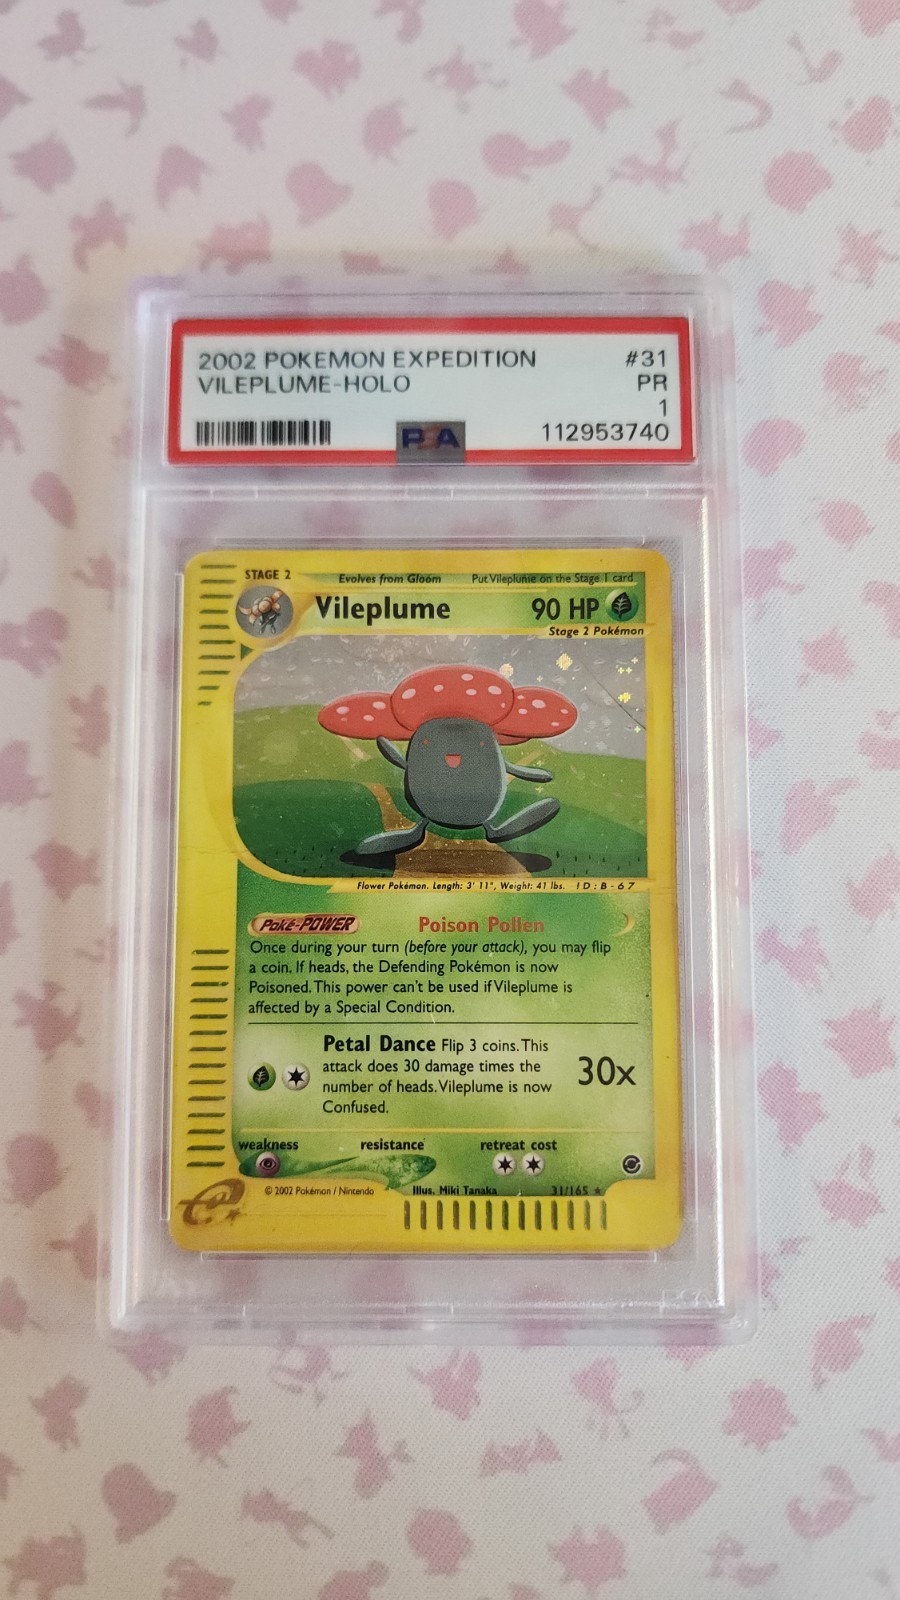 2002 POKEMON EXPEDITION #31
VILEPLUME-HOLO PR
1
PSA 112953740
STAGE 2 Evolves from Gloom Put Vileplume on the Stage 1 card
Vileplume 90 HP
Stage 2 Pokémon
Flower Pokémon. Length: 3' 11", Weight: 41 lbs. ID:B-67
Poké-POWER Poison Pollen
Once during your turn (before your attack), you may flip
a coin. If heads, the Defending Pokémon is now
Poisoned. This power can't be used if Vileplume is
affected by a Special Condition.
Petal Dance Flip 3 coins. This
attack does 30 damage times the 30x
number of heads. Vileplume is now
Confused.
weakness resistance retreat cost
© 2002 Pokémon / Nintendo Illus. Miki Tanaka 31/165 ★
e